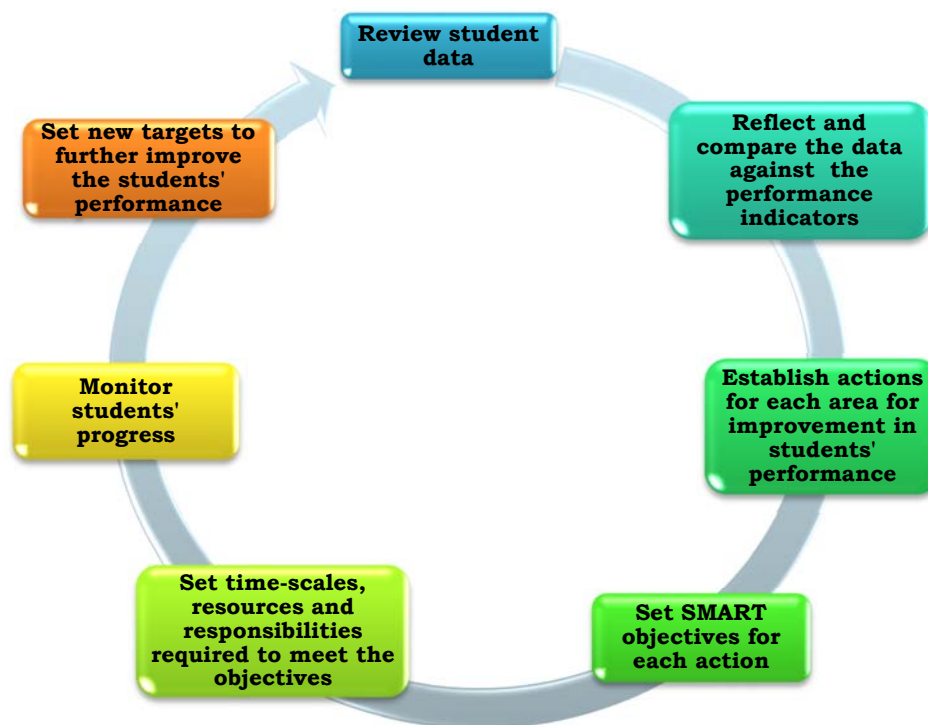 Review student
data
Reflect and
compare the data
against the
performance
indicators
Establish actions
for each area for
improvement in
students'
performance
Set SMART
objectives for
each action
Set time-scales,
resources and
responsibilities
required to meet the
objectives
Monitor
students'
progress
Set new targets to
further improve
the students'
performance